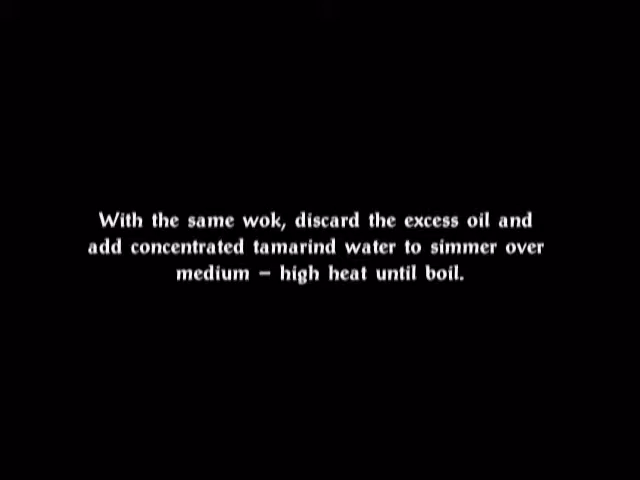 With the same wok, discard the excess oil and
add concentrated tamarind water to simmer over
medium – high heat until boil.